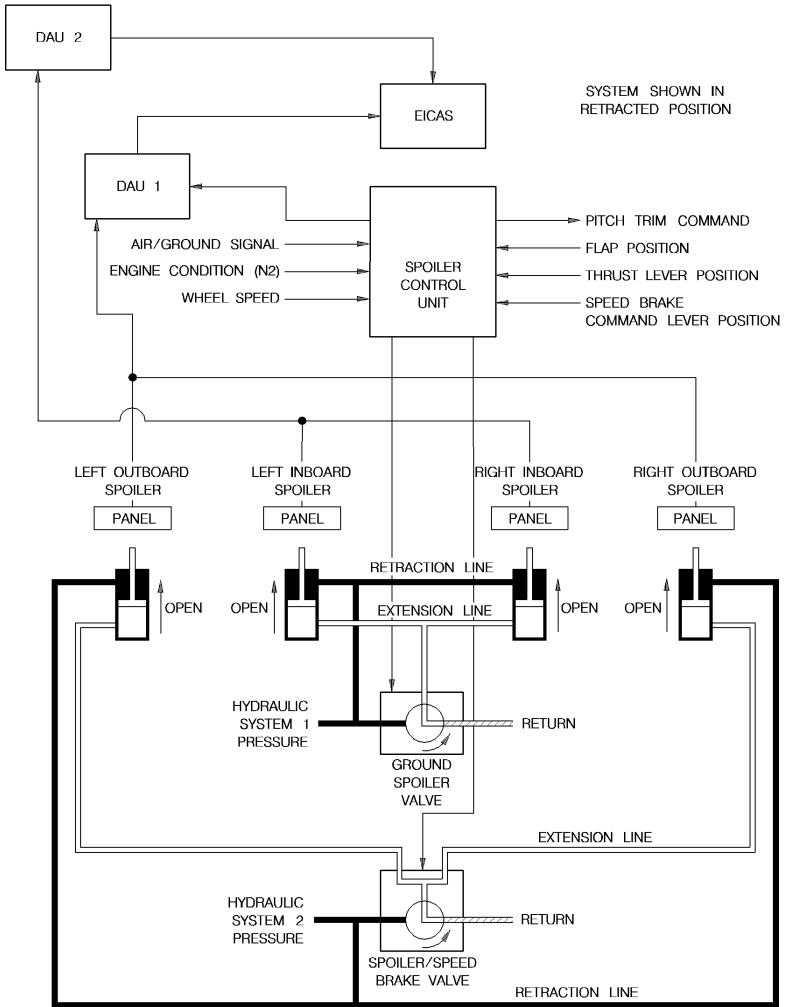 DAU 2
SYSTEM SHOWN IN
RETRACTED POSITION
EICAS
DAU 1
AIR/GROUND SIGNAL
ENGINE CONDITION (N2)
WHEEL SPEED
SPOILER
CONTROL
UNIT
PITCH TRIM COMMAND
FLAP POSITION
THRUST LEVER POSITION
SPEED BRAKE
COMMAND LEVER POSITION
LEFT OUTBOARD
SPOILER
PANEL
LEFT INBOARD
SPOILER
PANEL
RIGHT INBOARD
SPOILER
PANEL
RIGHT OUTBOARD
SPOILER
PANEL
RETRACTION LINE
OPEN
OPEN
EXTENSION LINE
OPEN
OPEN
HYDRAULIC
SYSTEM 1
PRESSURE
RETURN
GROUND
SPOILER
VALVE
EXTENSION LINE
HYDRAULIC
SYSTEM 2
PRESSURE
RETURN
SPOILER/SPEED
BRAKE VALVE
RETRACTION LINE